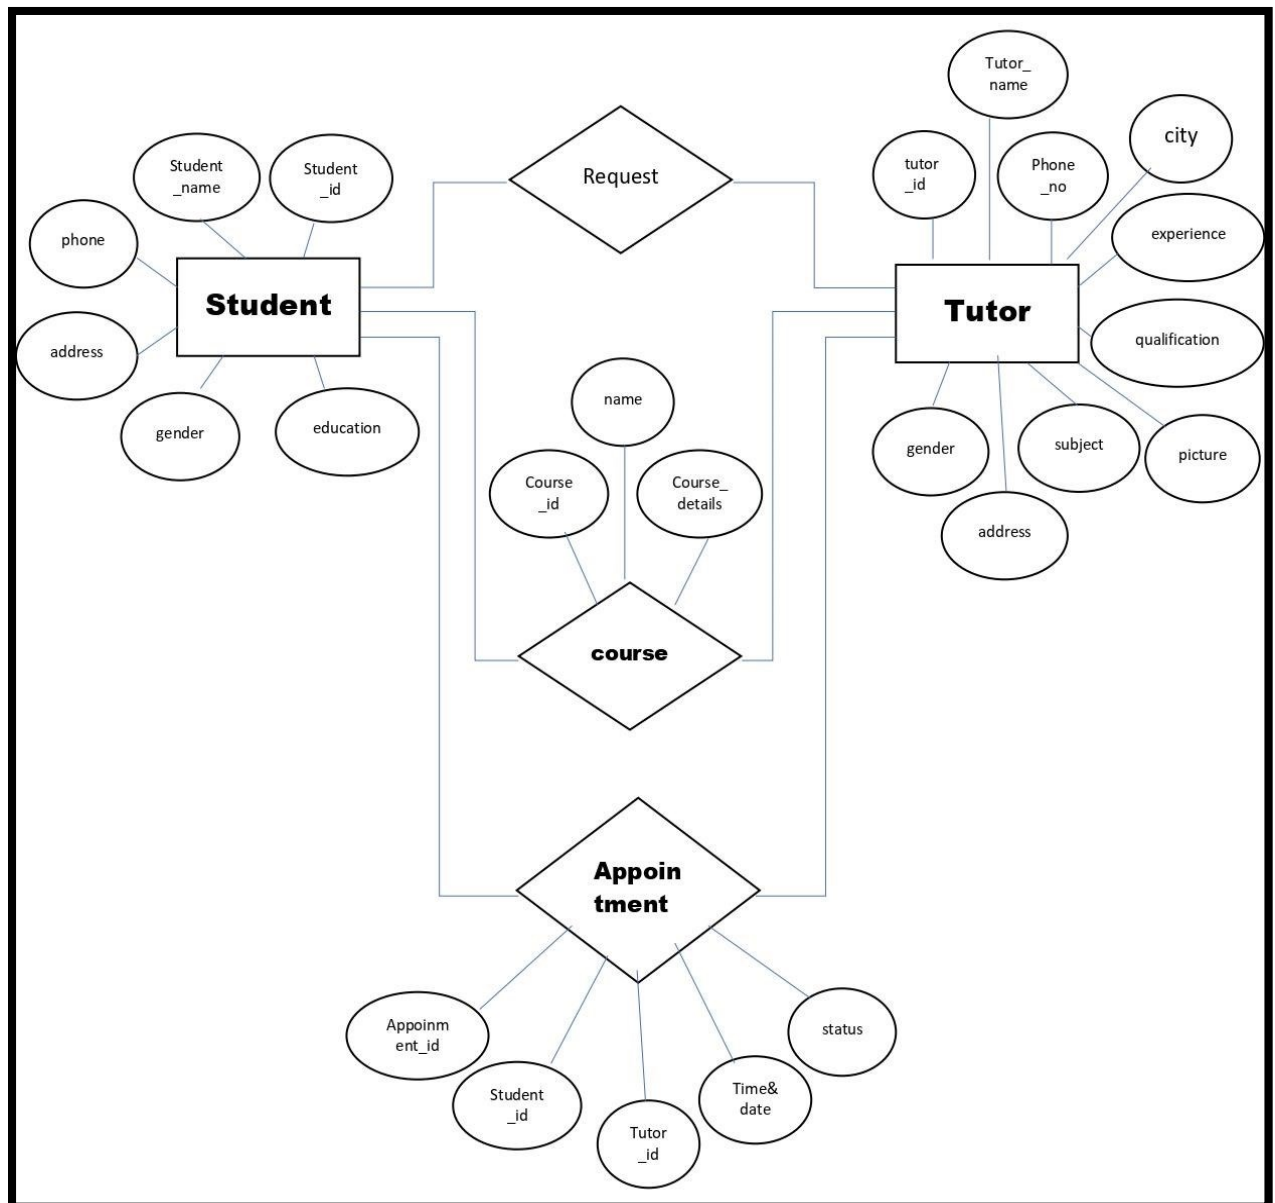 Tutor_
name
city
Student
_name
Student
_id
Request
tutor
_id
Phone
_no
phone
experience
Student
Tutor
address
qualification
name
gender
education
gender
subject
picture
Course
_id
Course_
details
address
course
Appoin
tment
Appoinm
ent_id
status
Student
_id
Time&
date
Tutor
_id